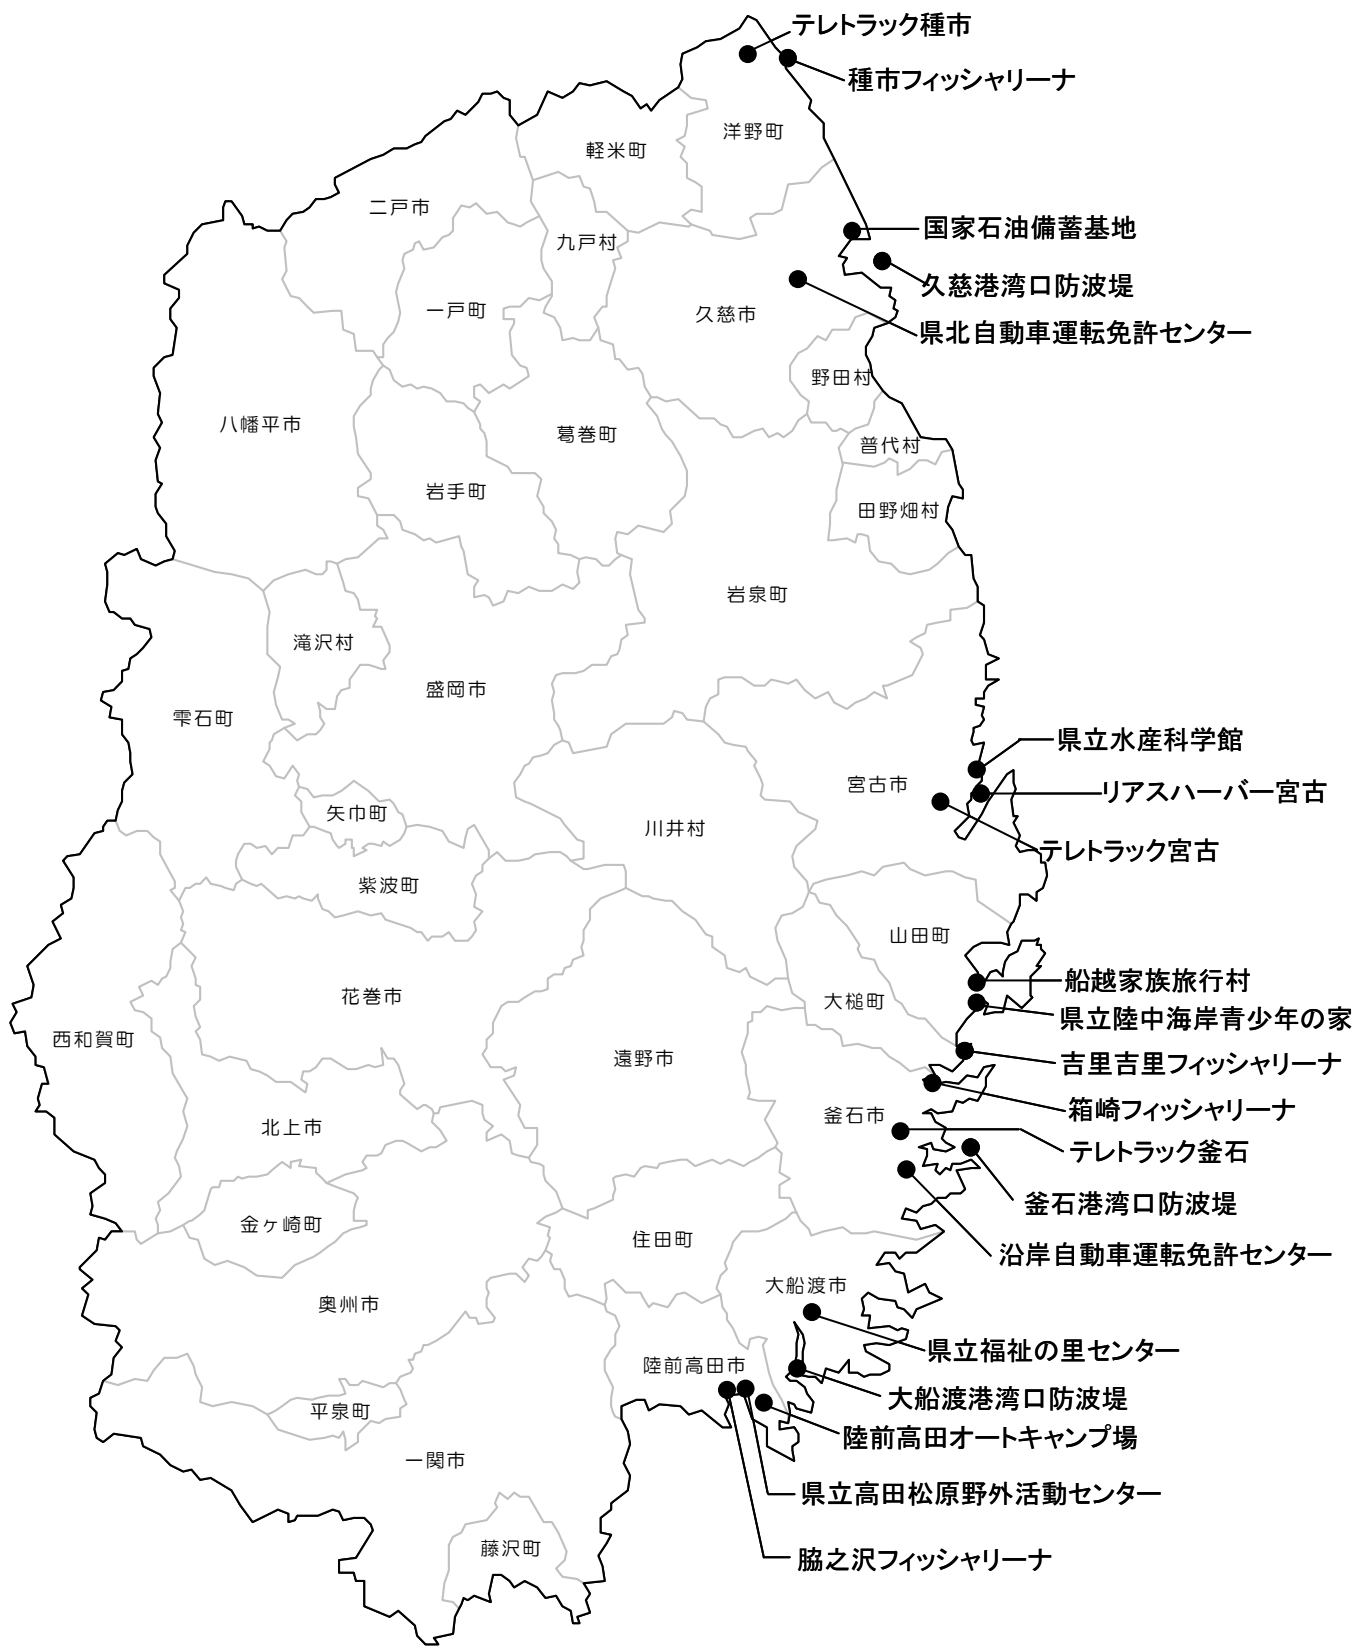 テレトラック種市
種市フィッシャリーナ
洋野町
軽米町
二戸市
国家石油備蓄基地
九戸村
久慈港湾口防波堤
一戸町
久慈市
県北自動車運転免許センター
野田村
八幡平市
葛巻町
普代村
岩手町
田野畑村
岩泉町
滝沢村
盛岡市
雫石町
県立水産科学館
宮古市
リアスハーバー宮古
矢巾町
川井村
テレトラック宮古
紫波町
山田町
船越家族旅行村
花巻市
大槌町
県立陸中海岸青少年の家
西和賀町
遠野市
吉里吉里フィッシャリーナ
箱崎フィッシャリーナ
釜石市
北上市
テレトラック釜石
釜石港湾口防波堤
金ヶ崎町
住田町
沿岸自動車運転免許センター
大船渡市
奥州市
県立福祉の里センター
陸前高田市
大船渡港湾口防波堤
平泉町
陸前高田オートキャンプ場
一関市
県立高田松原野外活動センター
藤沢町
脇之沢フィッシャリーナ